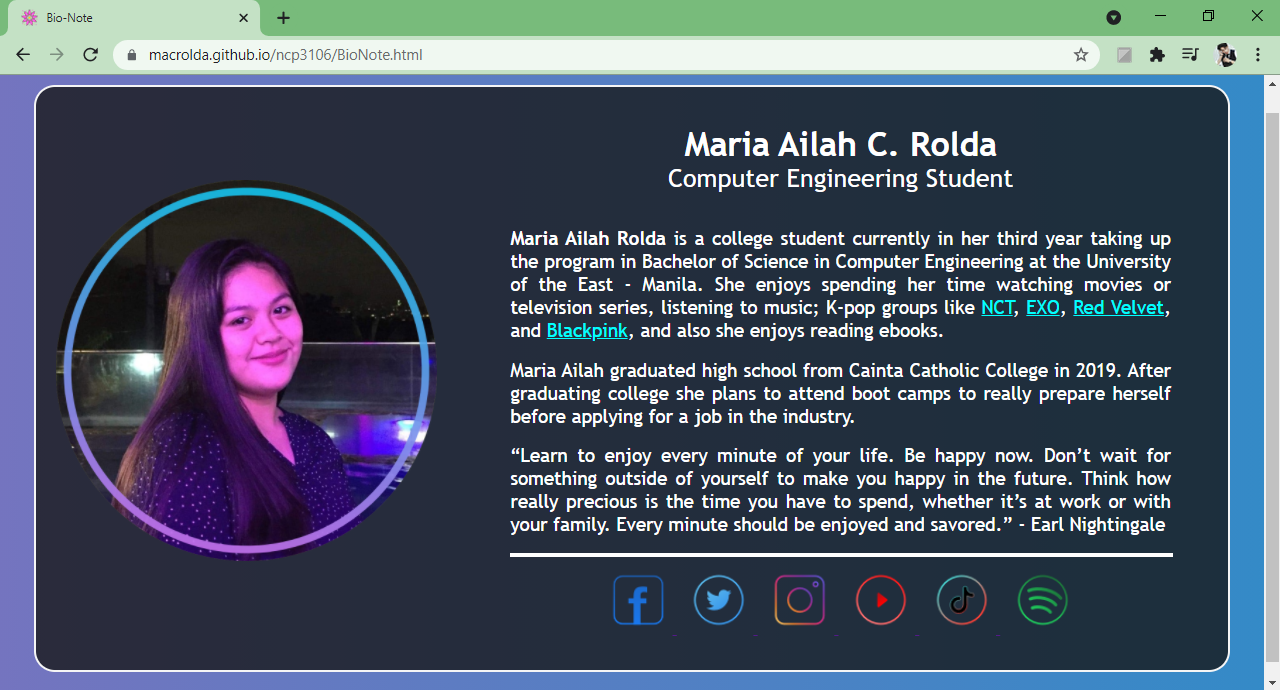 Bio-Note
macrolda.github.io/ncp3106/BioNote.html
Maria Ailah C. Rolda
Computer Engineering Student
Maria Ailah Rolda is a college student currently in her third year taking up
the program in Bachelor of Science in Computer Engineering at the University
of the East - Manila. She enjoys spending her time watching movies or
television series, listening to music; K-pop groups like NCT, EXO, Red Velvet,
and Blackpink, and also she enjoys reading ebooks.
Maria Ailah graduated high school from Cainta Catholic College in 2019. After
graduating college she plans to attend boot camps to really prepare herself
before applying for a job in the industry.
“Learn to enjoy every minute of your life. Be happy now. Don’t wait for
something outside of yourself to make you happy in the future. Think how
really precious is the time you have to spend, whether it’s at work or with
your family. Every minute should be enjoyed and savored.” - Earl Nightingale